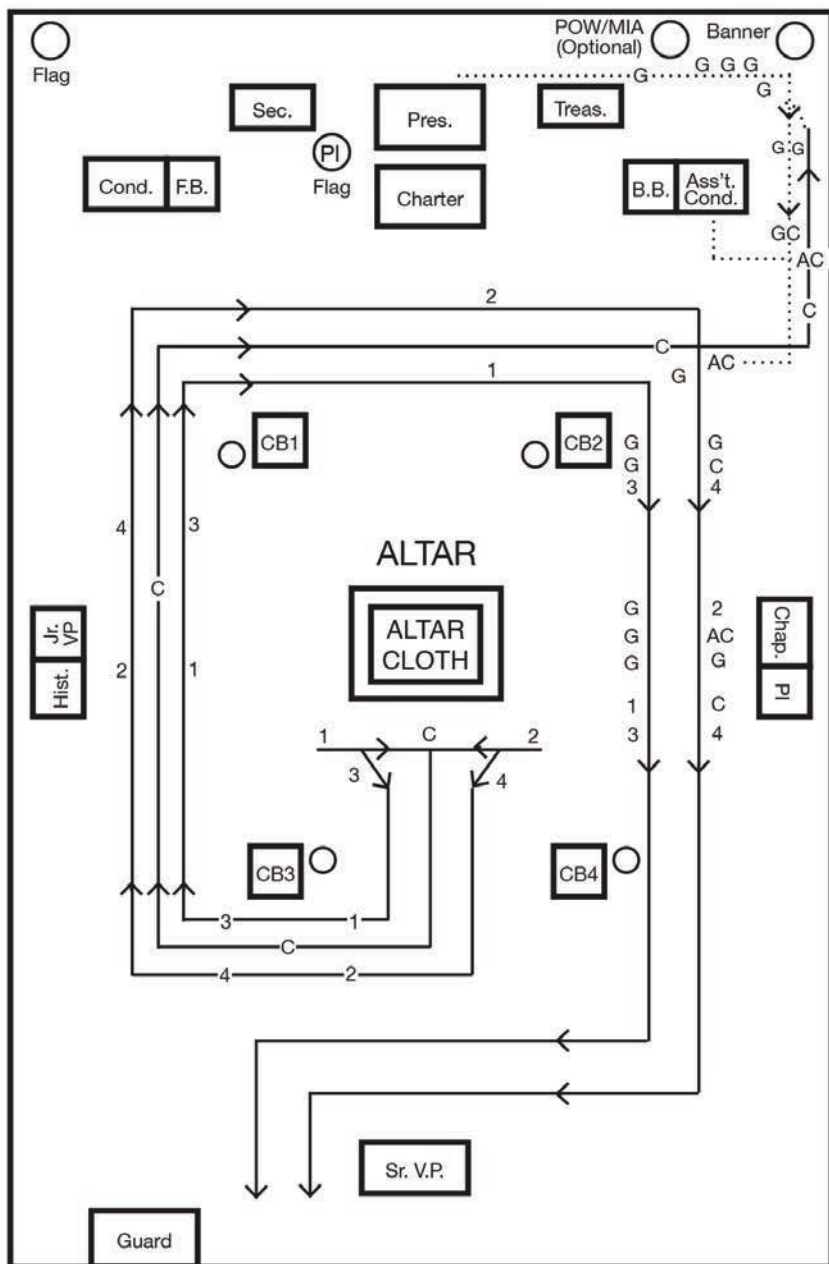 POW/MIA
(Optional)
Banner
Flag
G G G G
G
Sec.
Pres.
Treas.
PI
Flag
G G
Cond. F.B.
Charter
B.B. Ass't.
Cond.
GC
AC
2
C
C
AC
1
G
CB1
CB2
G G
G C
3 4
4 3
ALTAR
C
ALTAR
CLOTH
Jr.
VP
Hist.
G 2
G AC
G G
1 C
3 4
Chap.
PI
2 1
1 C 2
3 4
CB3
CB4
3 1
C
4 2
Sr. V.P.
Guard